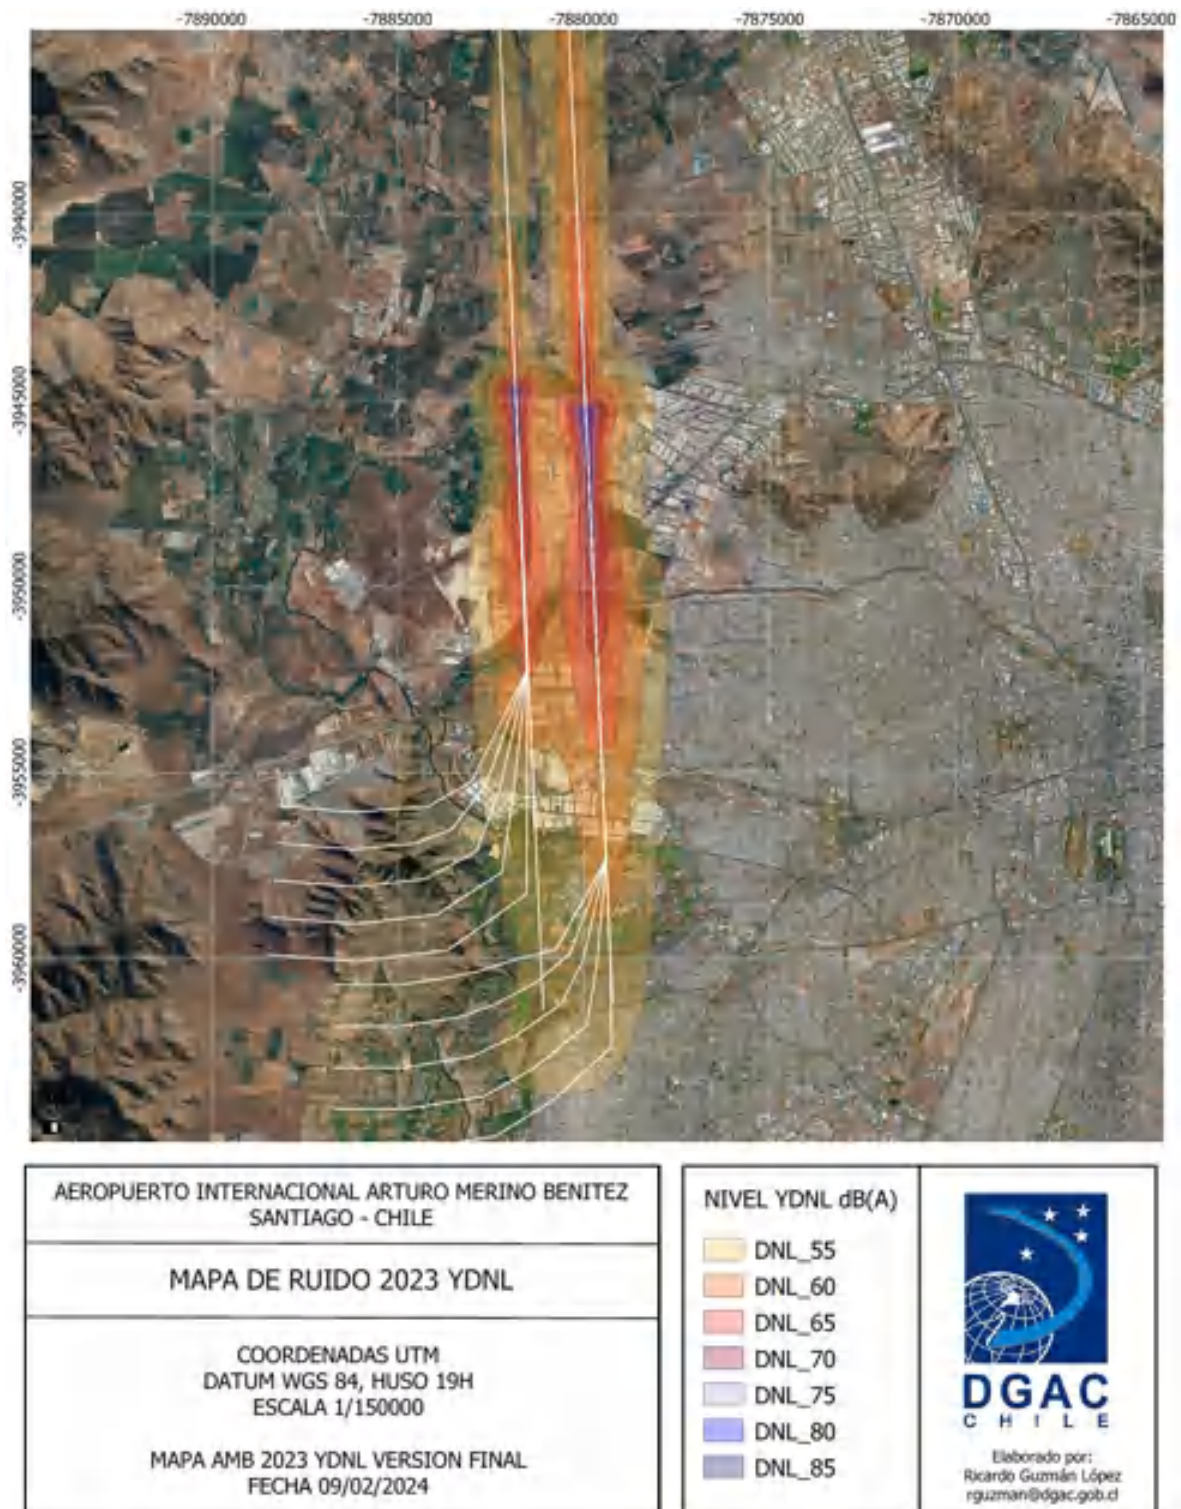 -7890000 -7885000 -7880000 -7875000 -7870000 -7865000
-3940000
-3945000
-3950000
-3955000
-3960000
AEROPUERTO INTERNACIONAL ARTURO MERINO BENITEZ
SANTIAGO - CHILE
MAPA DE RUIDO 2023 YDNL
COORDENADAS UTM
DATUM WGS 84, HUSO 19H
ESCALA 1/150000
MAPA AMB 2023 YDNL VERSION FINAL
FECHA 09/02/2024
NIVEL YDNL dB(A)
DNL_55
DNL_60
DNL_65
DNL_70
DNL_75
DNL_80
DNL_85
DGAC
CHILE
Elaborado por:
Ricardo Guzmán López
rguzman@dgac.gob.cl